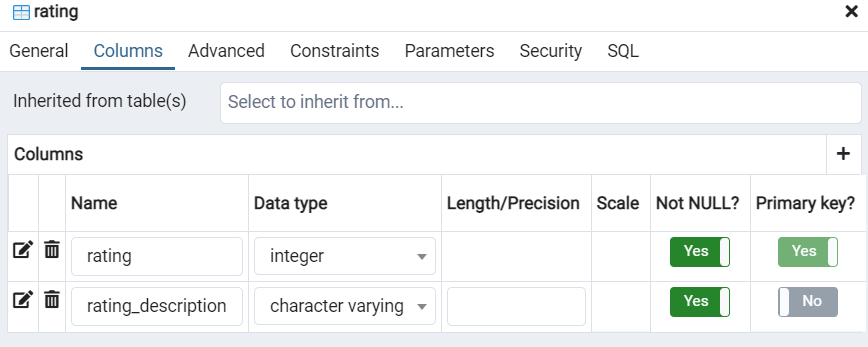 rating
General Columns Advanced Constraints Parameters Security SQL
Inherited from table(s) Select to inherit from...
Columns
Name Data type Length/Precision Scale Not NULL? Primary key?
rating integer Yes Yes
rating_description character varying Yes No